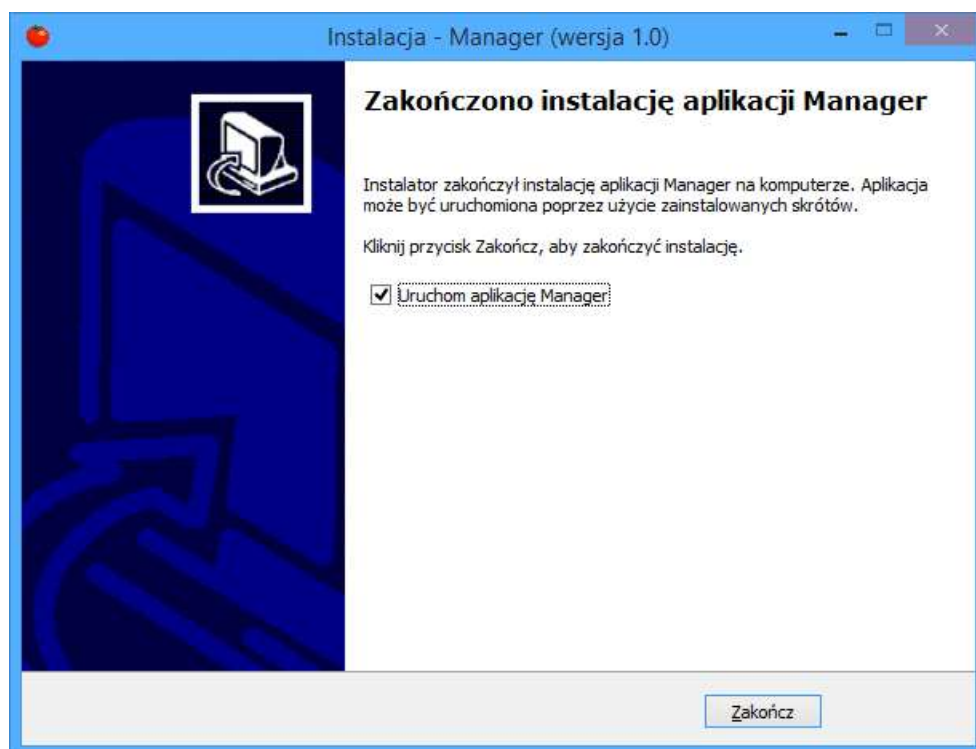 Instalacja - Manager (wersja 1.0)
Zakończono instalację aplikacji Manager
Instalator zakończył instalację aplikacji Manager na komputerze. Aplikacja
może być uruchomiona poprzez użycie zainstalowanych skrótów.
Kliknij przycisk Zakończ, aby zakończyć instalację.
Uruchom aplikację Manager
Zakończ